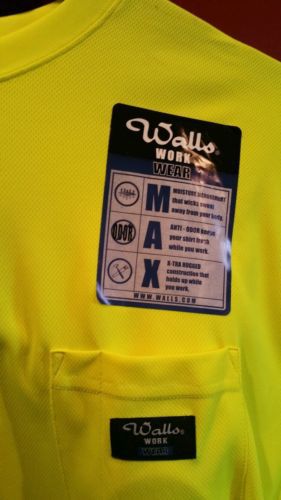 Walls®
WORK
WEAR
M
MOISTURE MANAGEMENT
that wicks sweat
away from your body.
ODOR
A
ANTI - ODOR keeps
your shirt fresh
while you work.
X
X-TRA RUGGED
construction that
holds up while
you work.
WWW.WALLS.COM
Walls®
WORK
WEAR